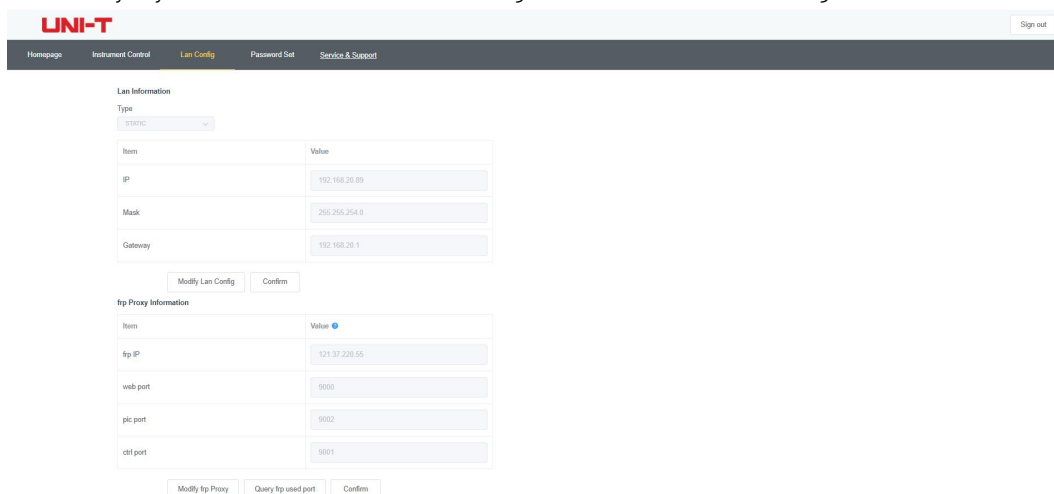 UNI-T
Sign out
Homepage Instrument Control Lan Config Password Set Service & Support
Lan Information
Type
STATIC
Item Value
IP 192.168.20.89
Mask 255.255.254.0
Gateway 192.168.20.1
Modify Lan Config Confirm
frp Proxy Information
Item Value
frp IP 121.37.220.55
web port 9000
pic port 9002
ctrl port 9001
Modify frp Proxy Query frp used port Confirm